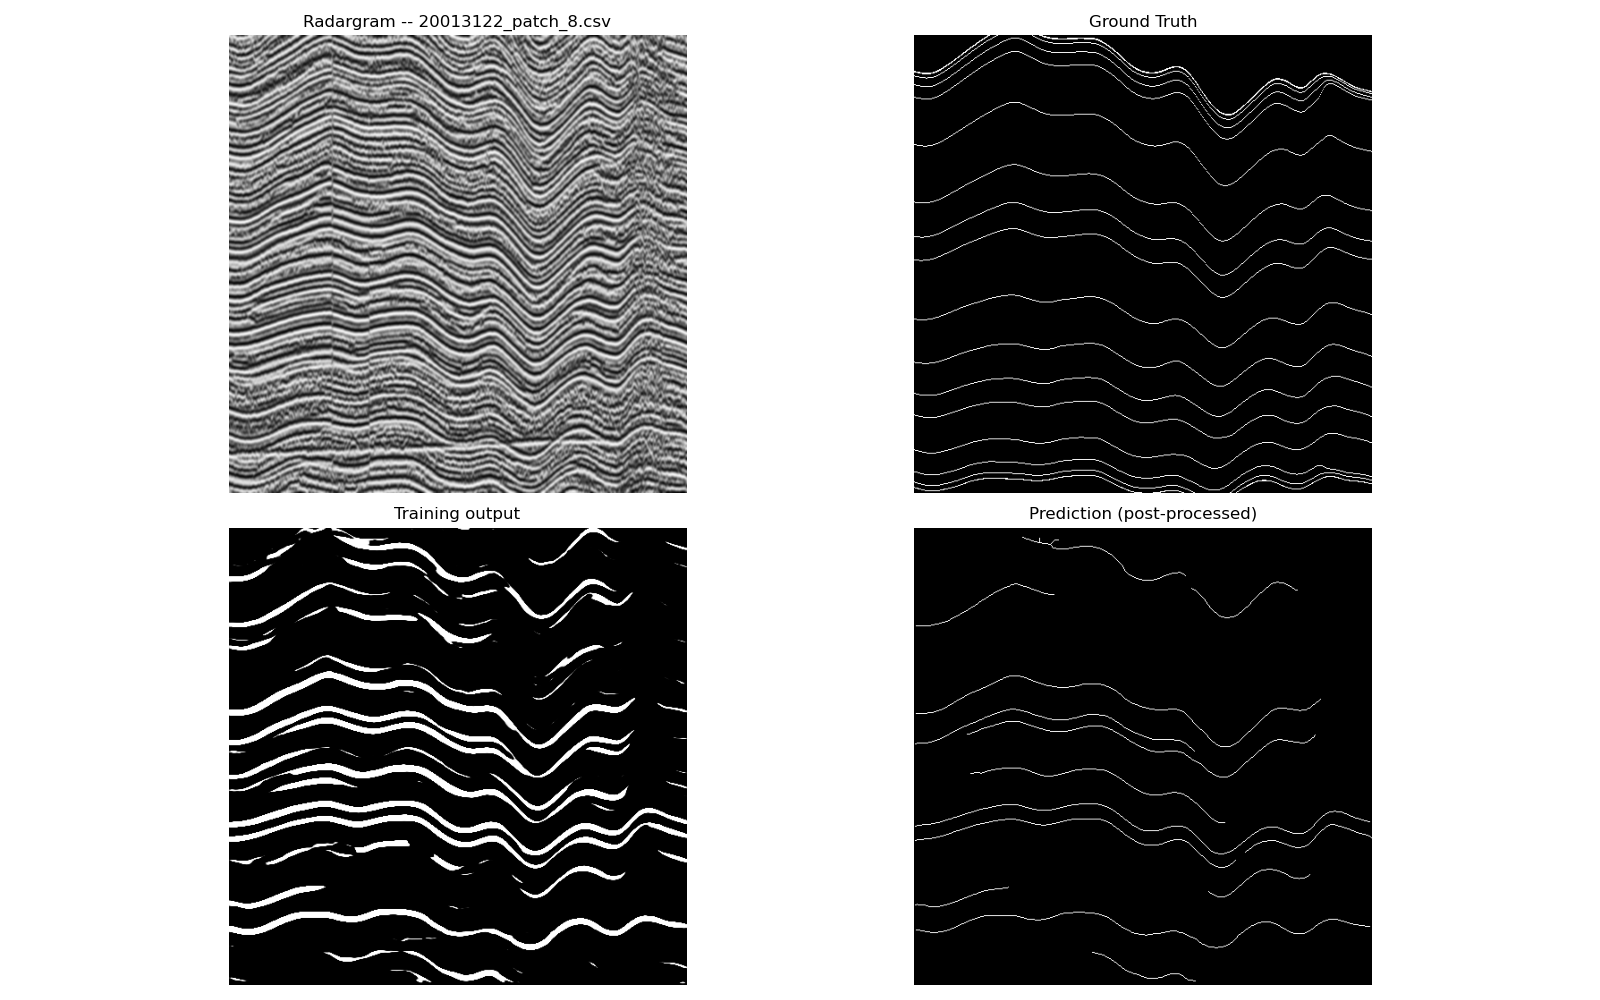 Radargram -- 20013122_patch_8.csv
Ground Truth
Training output
Prediction (post-processed)